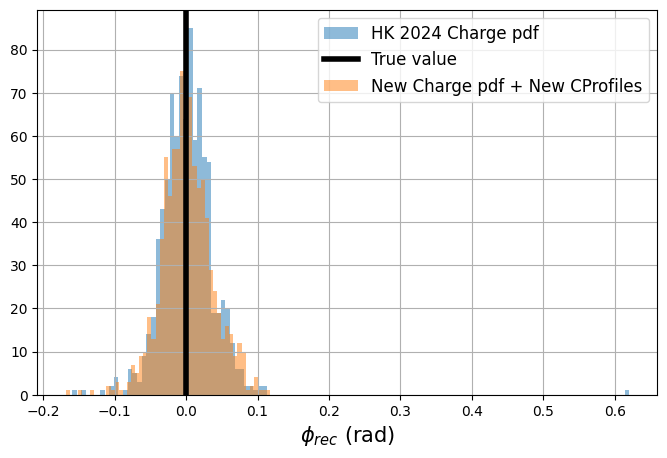 HK 2024 Charge pdf
True value
New Charge pdf + New CProfiles
80
70
60
50
40
30
20
10
0
−0.2 −0.1 0.0 0.1 0.2 0.3 0.4 0.5 0.6
ϕrec (rad)